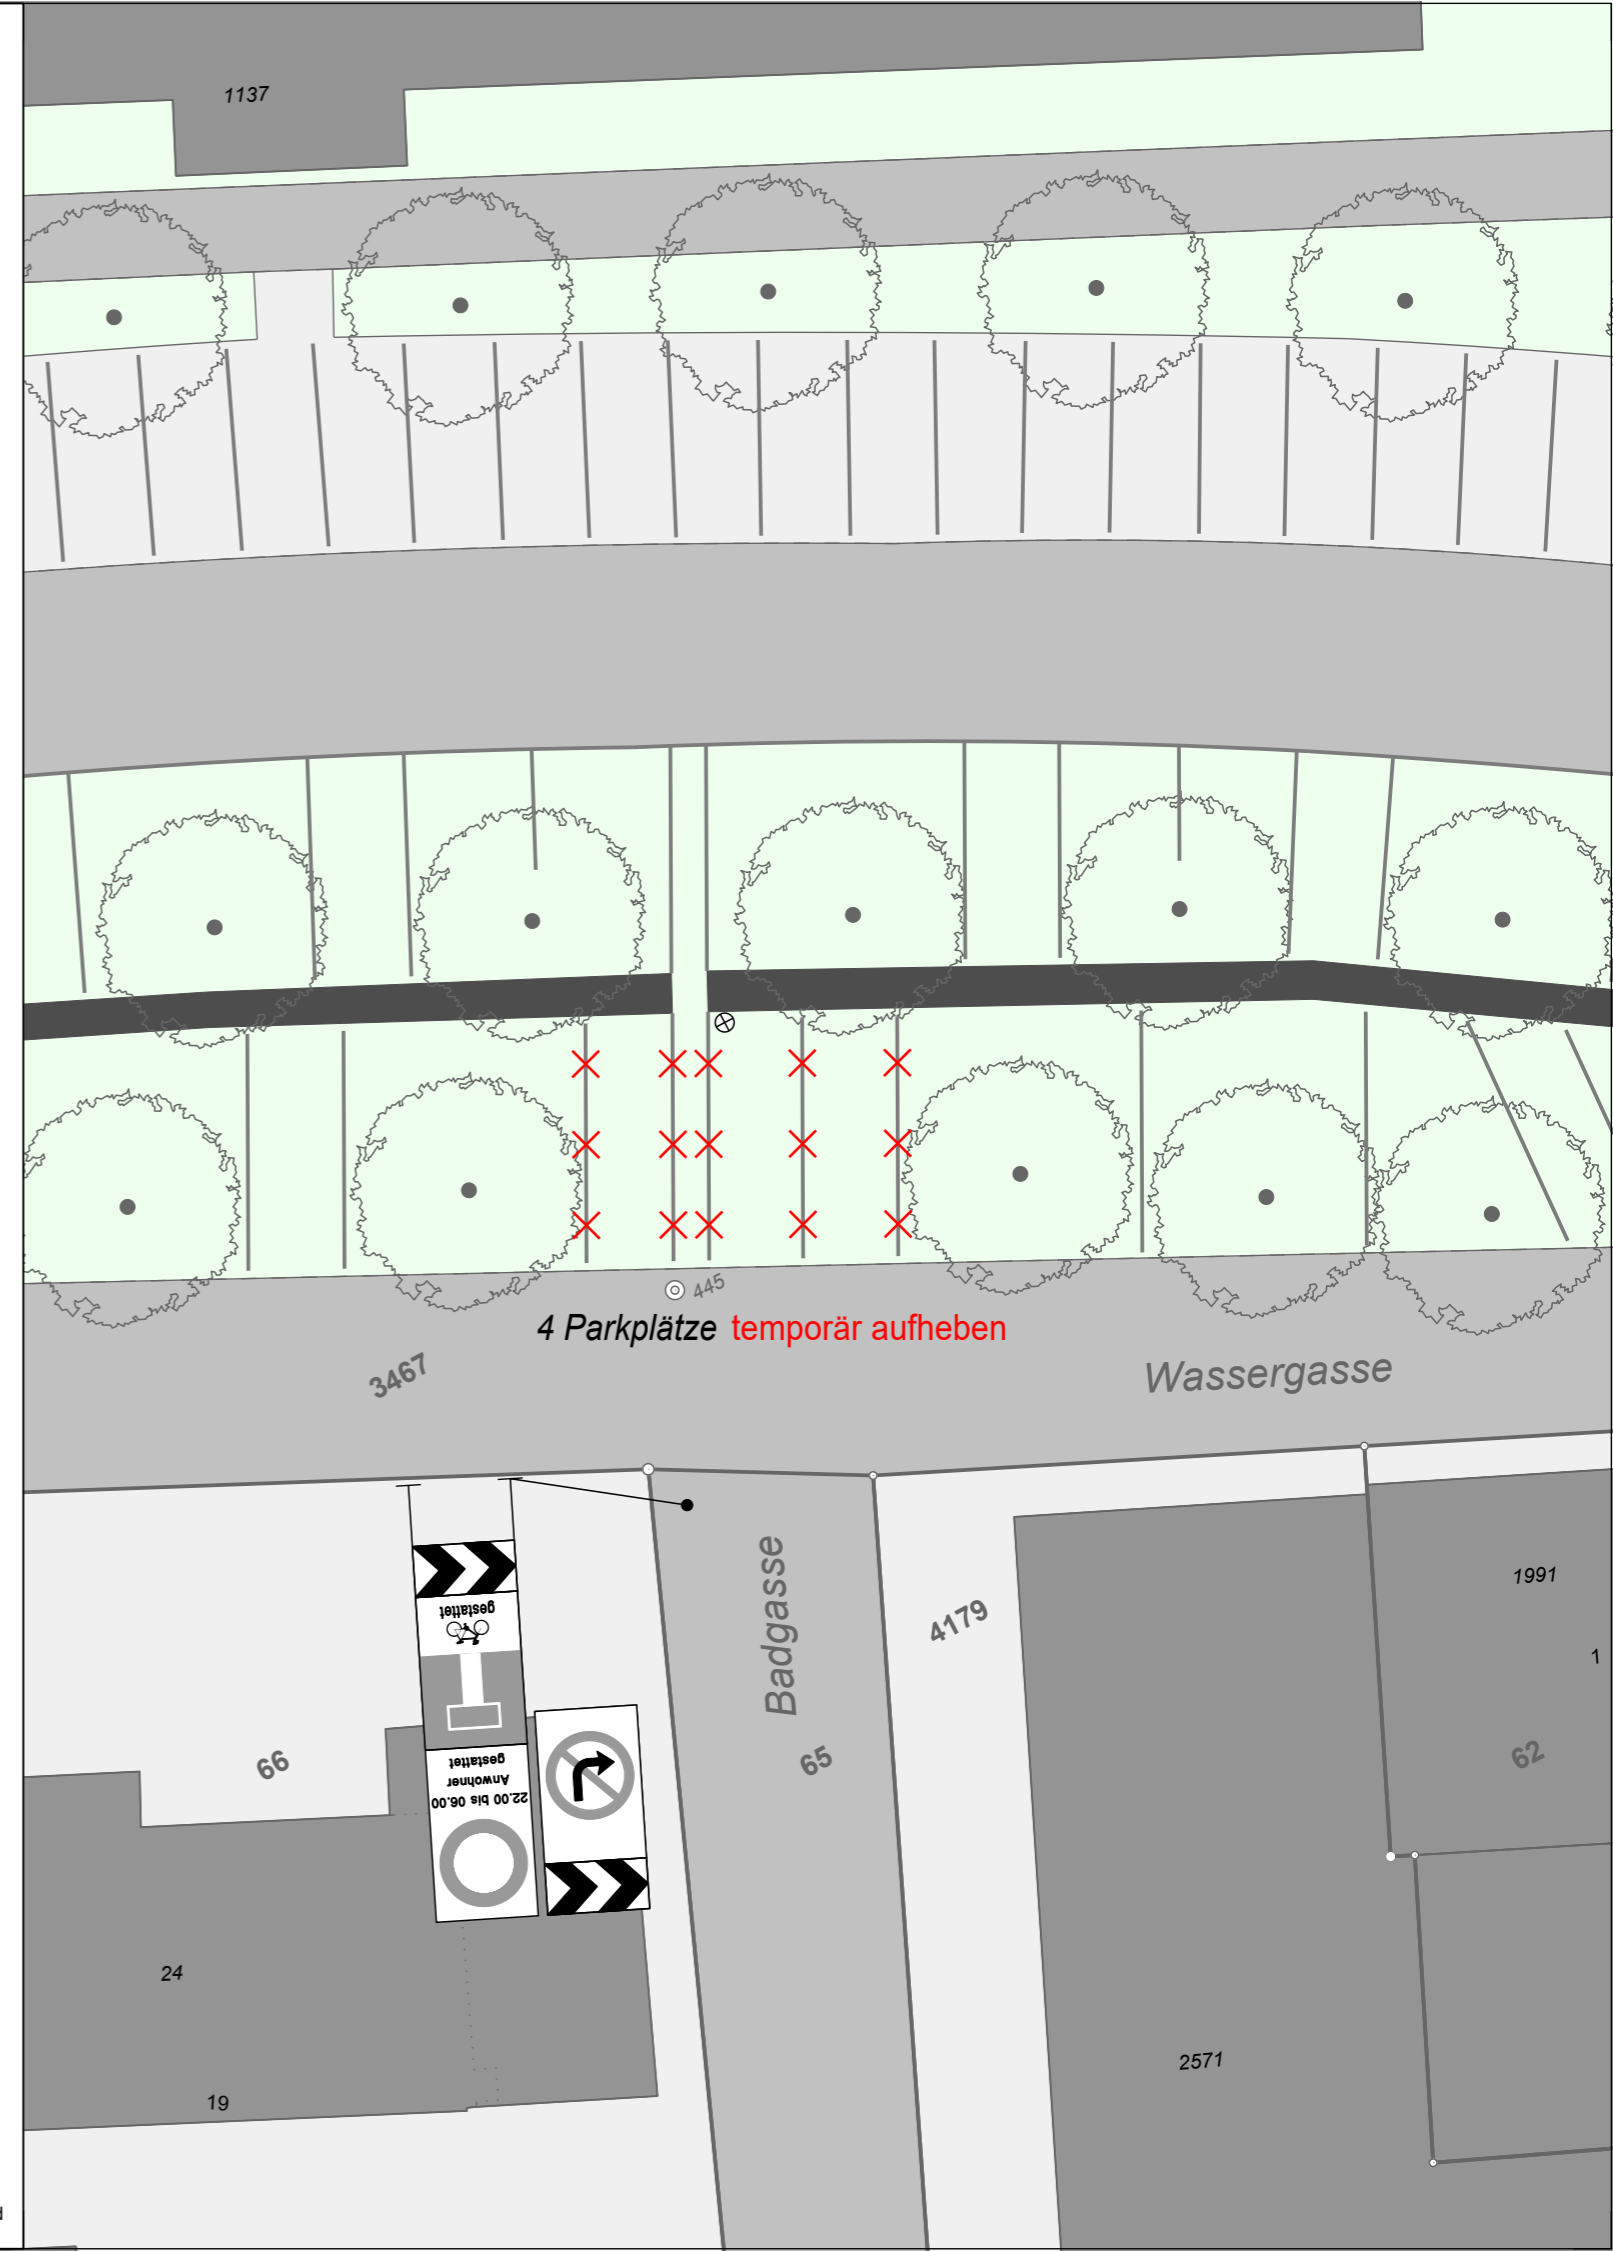 1137
445
4 Parkplätze temporär aufheben
3467
Wassergasse
Badgasse
4179
1991
1
gestattet
66
65
62
gestattet
Anwohner
22.00 bis 06.00
24
19
2571